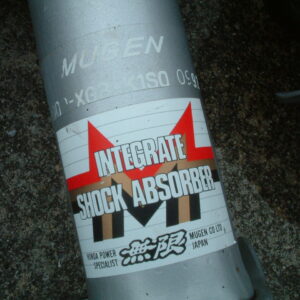 MUGEN
INTEGRATE
SHOCK ABSORBER
HONDA POWER
SPECIALIST
無限
MUGEN CO LTD
JAPAN